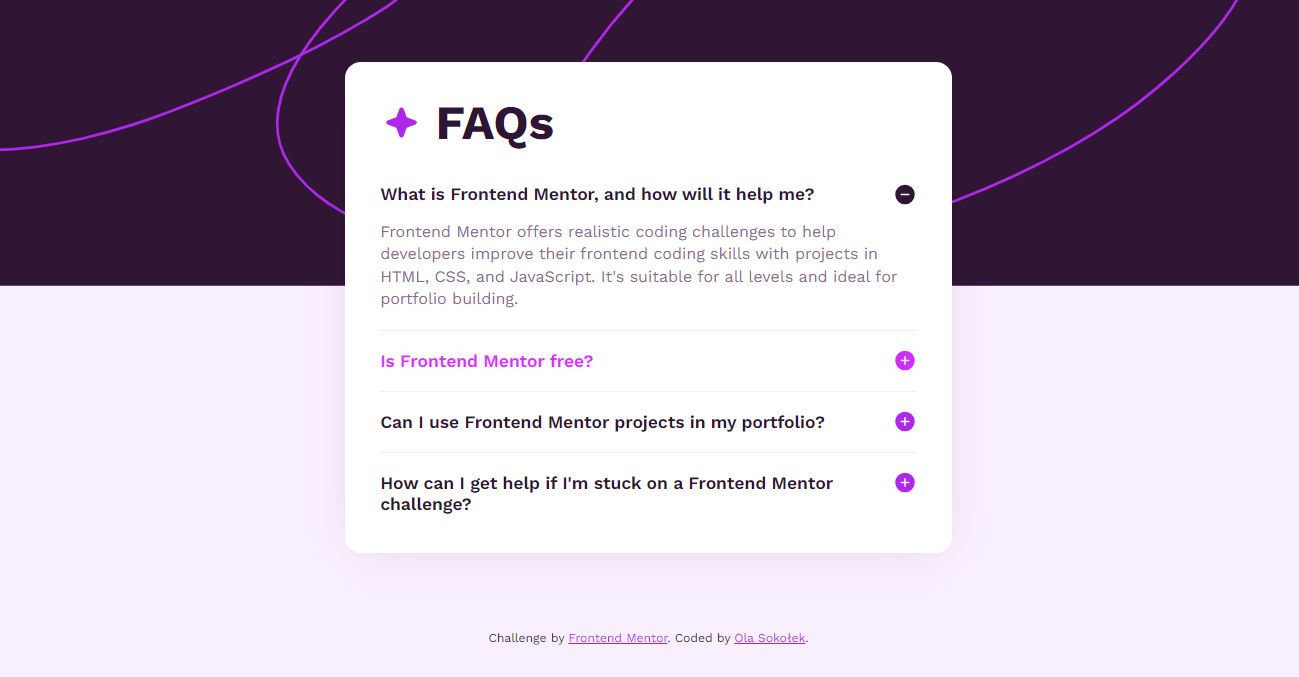 FAQs
What is Frontend Mentor, and how will it help me?
Frontend Mentor offers realistic coding challenges to help
developers improve their frontend coding skills with projects in
HTML, CSS, and JavaScript. It's suitable for all levels and ideal for
portfolio building.
Is Frontend Mentor free?
Can I use Frontend Mentor projects in my portfolio?
How can I get help if I'm stuck on a Frontend Mentor
challenge?
Challenge by Frontend Mentor. Coded by Ola Sokołek.